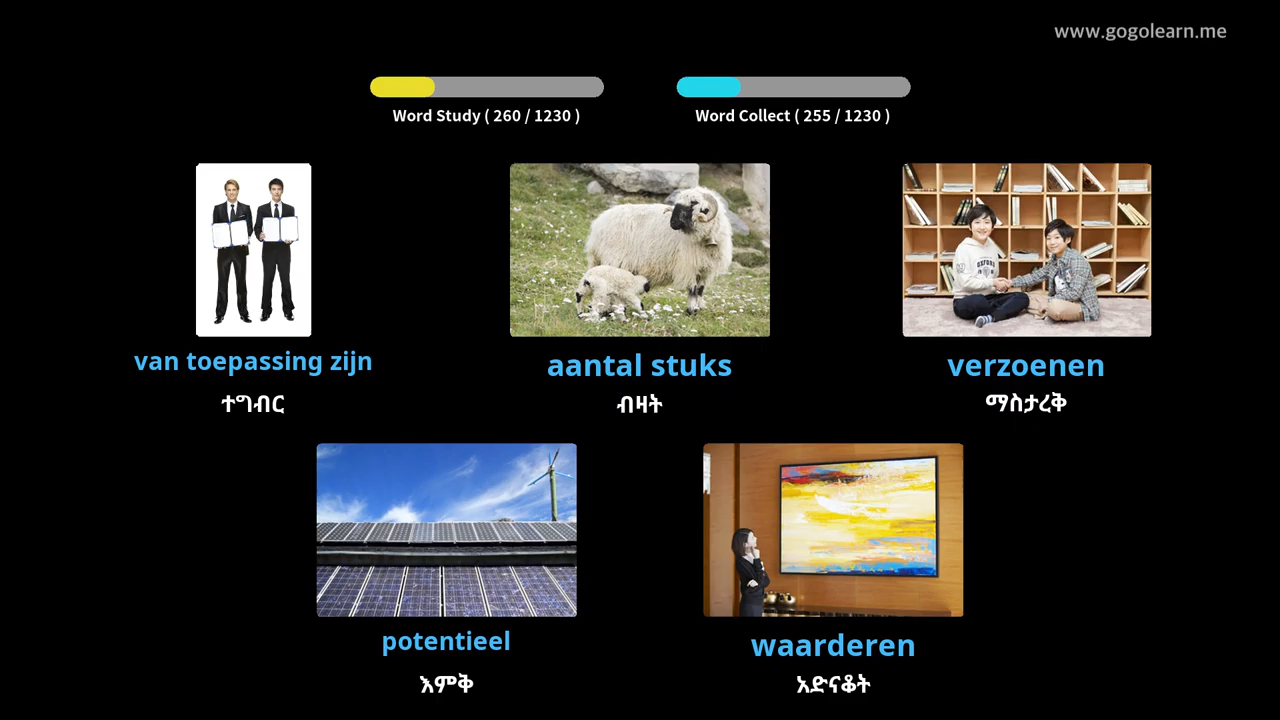 www.gogolearn.me
Word Study ( 260 / 1230 )
Word Collect ( 255 / 1230 )
van toepassing zijn
ተግብር
aantal stuks
ብዛት
verzoenen
ማስታረቅ
potentieel
እምቅ
waarderen
አድናቆት